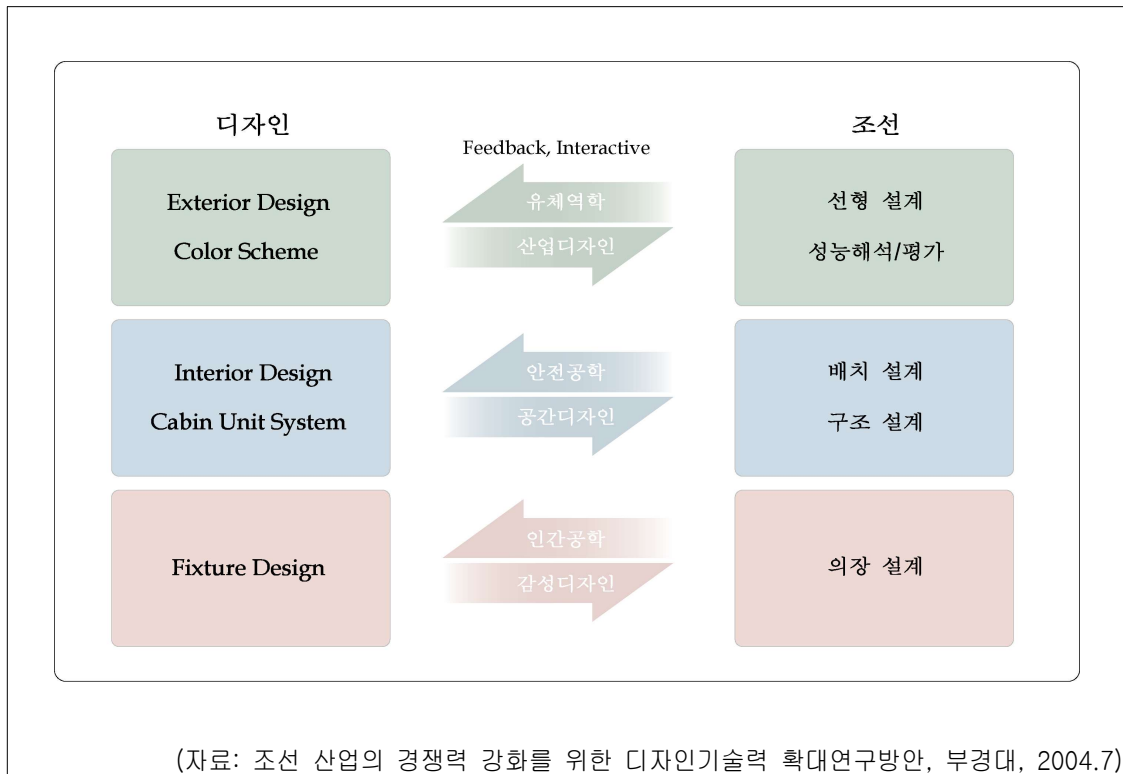 디자인
조선
Feedback, Interactive
Exterior Design
Color Scheme
유체역학
산업디자인
선형 설계
성능해석/평가
Interior Design
Cabin Unit System
안전공학
공간디자인
배치 설계
구조 설계
Fixture Design
인간공학
감성디자인
의장 설계
(자료: 조선 산업의 경쟁력 강화를 위한 디자인기술력 확대연구방안, 부경대, 2004.7)